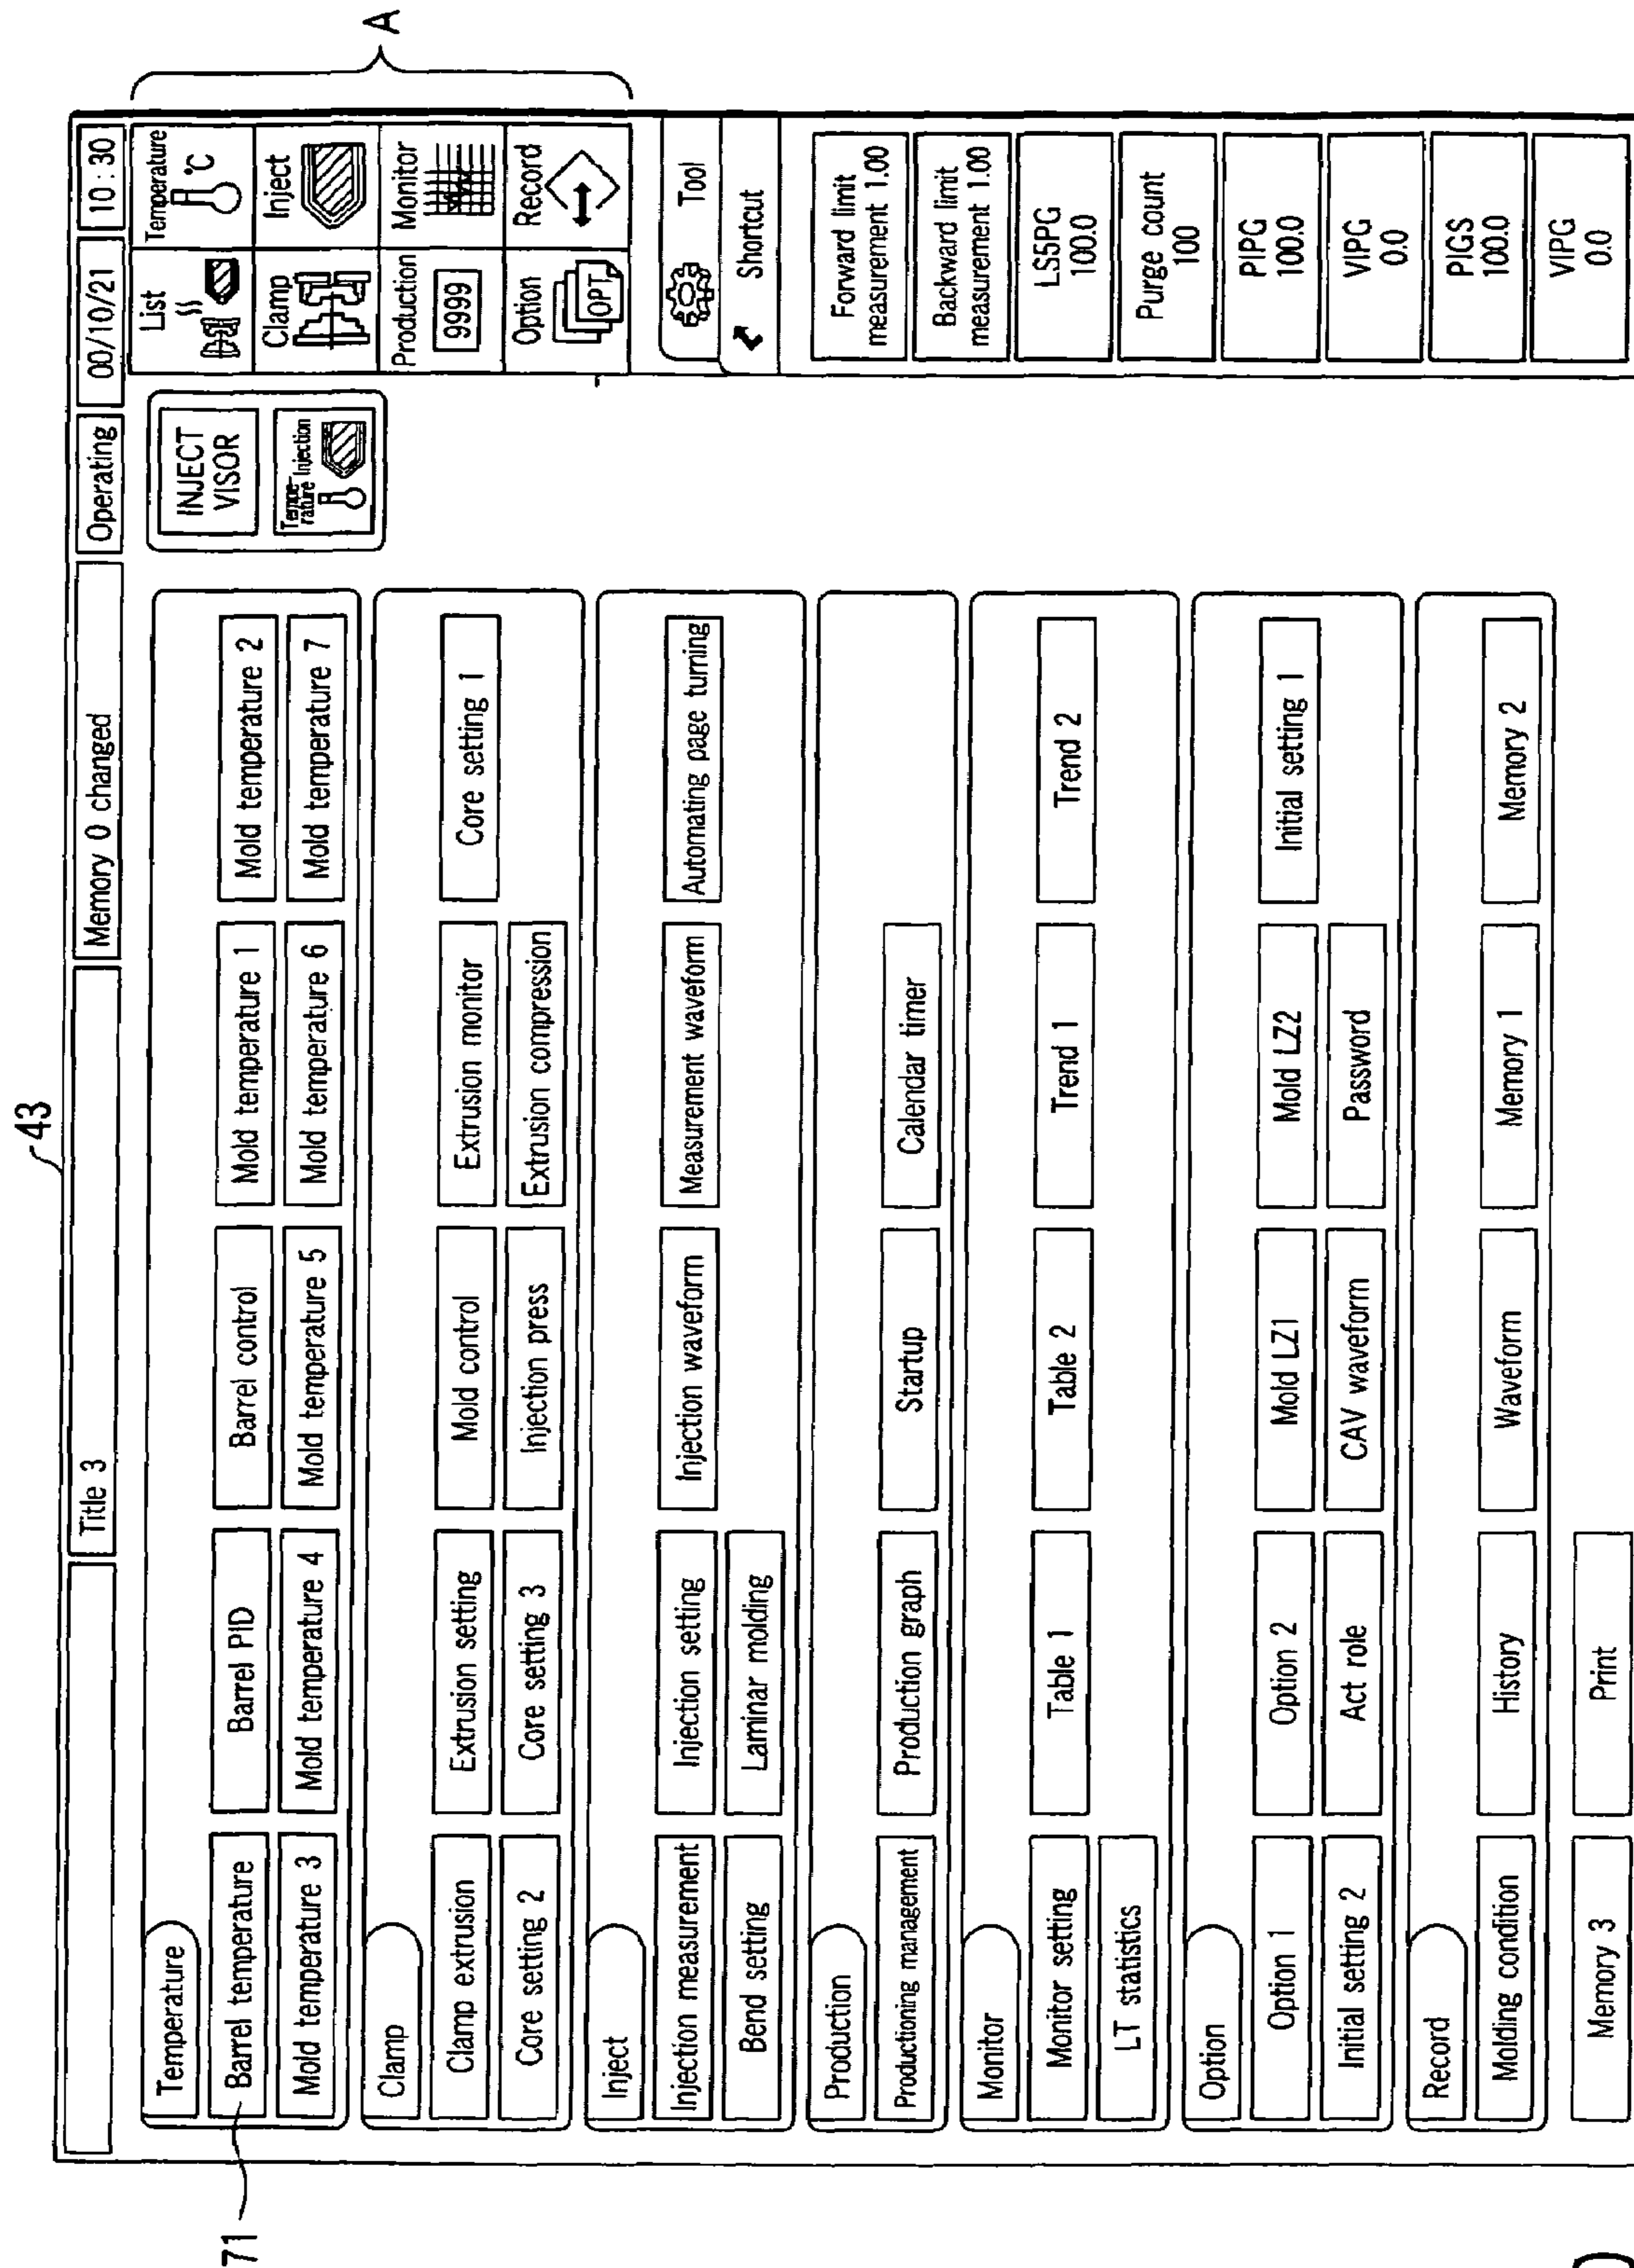 43
Title 3
Memory 0 changed
Operating
00/10/21
10:30
Temperature
Barrel temperature
Barrel PID
Barrel control
Mold temperature 1
Mold temperature 2
Mold temperature 3
Mold temperature 4
Mold temperature 5
Mold temperature 6
Mold temperature 7
71
Clamp
Clamp extrusion
Extrusion setting
Mold control
Extrusion monitor
Core setting 1
Core setting 2
Core setting 3
Injection press
Extrusion compression
Inject
Injection measurement
Injection setting
Injection waveform
Measurement waveform
Automating page turning
Bend setting
Laminar molding
Production
Productioning management
Production graph
Startup
Calendar timer
Monitor
Monitor setting
Table 1
Table 2
Trend 1
Trend 2
LT statistics
Option
Option 1
Option 2
Mold LZ1
Mold LZ2
Initial setting 1
Initial setting 2
Act role
CAV waveform
Password
Record
Molding condition
History
Waveform
Memory 1
Memory 2
Memory 3
Print
INJECT
VISOR
Tempe-
rature
Injection
List
Temperature
°C
Clamp
Inject
Production
9999
Monitor
Option
OPT
Record
A
Tool
Shortcut
Forward limit
measurement 1.00
Backward limit
measurement 1.00
LS5PG
100.0
Purge count
100
PIPG
100.0
VIPG
0.0
PIGS
100.0
VIPG
0.0